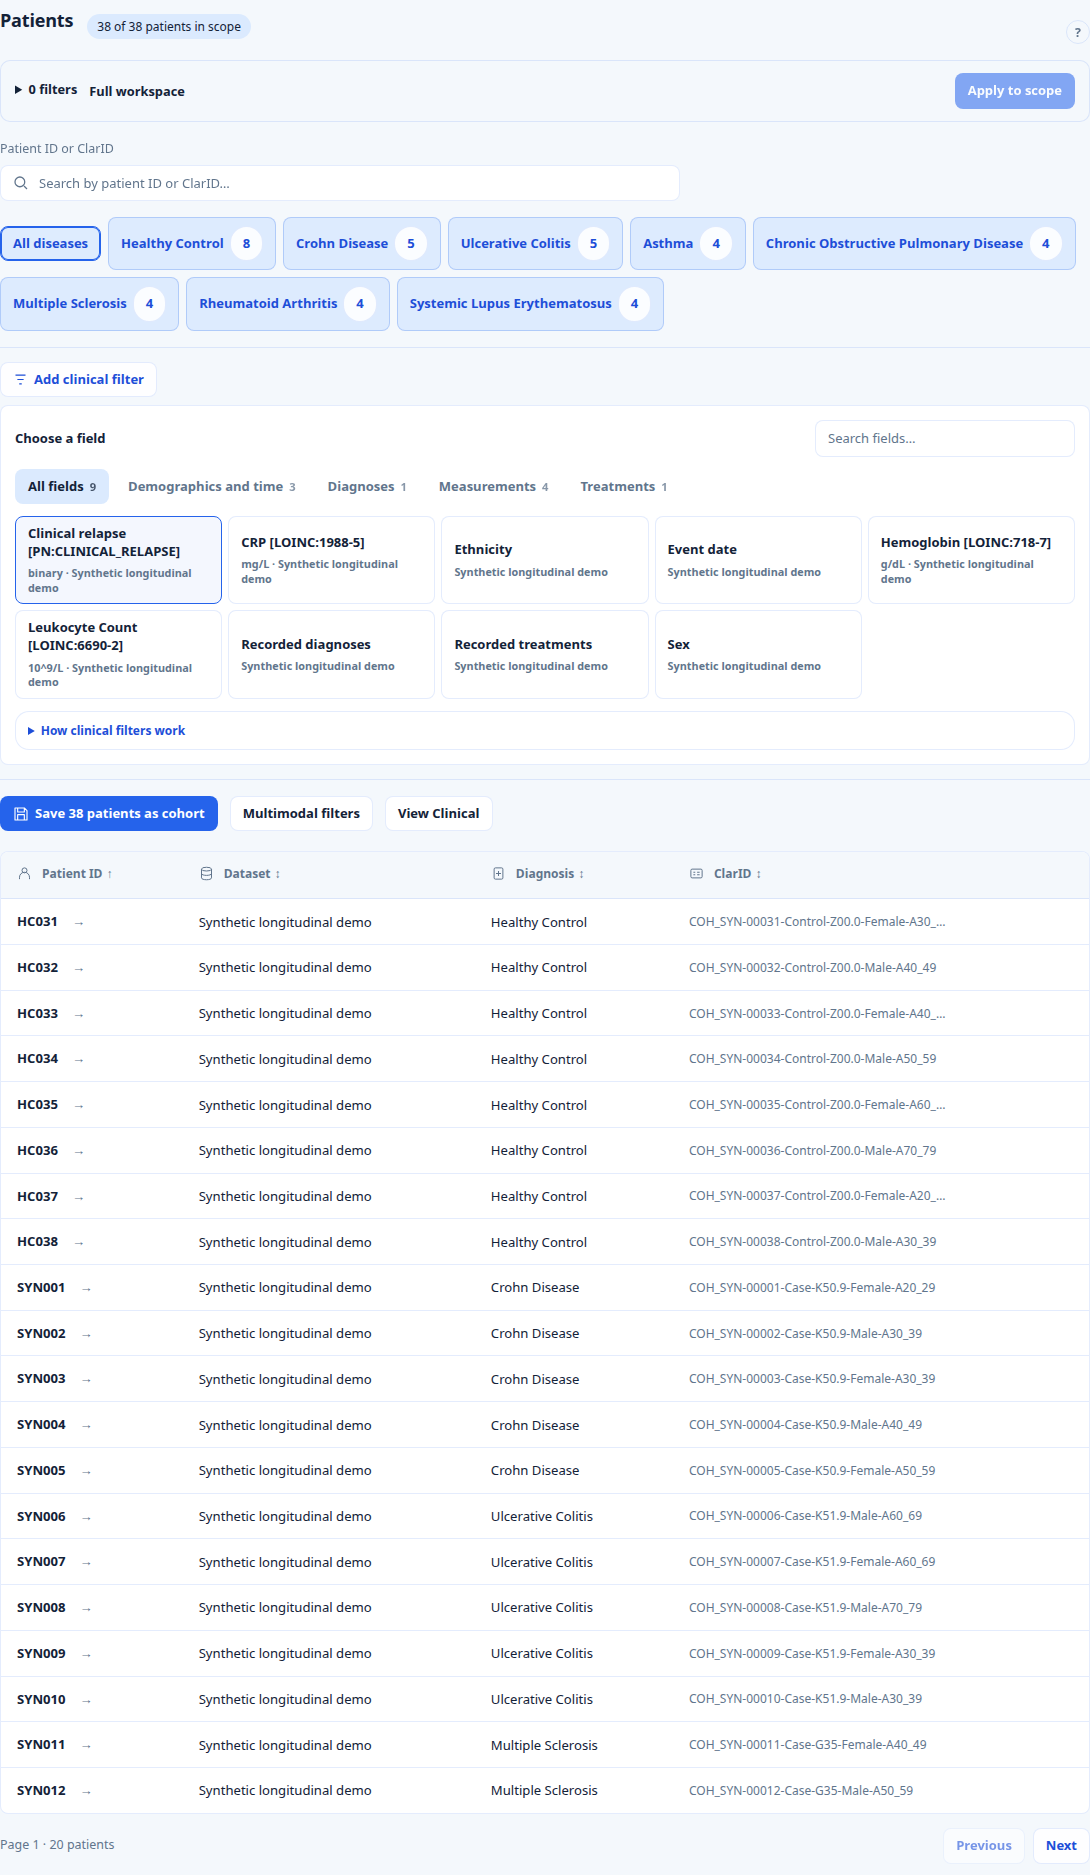 Patients 38 of 38 patients in scope ?
▶ 0 filters Full workspace Apply to scope
Patient ID or ClarID
Search by patient ID or ClarID...
All diseases Healthy Control 8 Crohn Disease 5 Ulcerative Colitis 5 Asthma 4 Chronic Obstructive Pulmonary Disease 4
Multiple Sclerosis 4 Rheumatoid Arthritis 4 Systemic Lupus Erythematosus 4
Add clinical filter
Choose a field Search fields...
All fields 9 Demographics and time 3 Diagnoses 1 Measurements 4 Treatments 1
Clinical relapse
[PN:CLINICAL_RELAPSE]
binary · Synthetic longitudinal
demo
CRP [LOINC:1988-5]
mg/L · Synthetic longitudinal
demo
Ethnicity
Synthetic longitudinal demo
Event date
Synthetic longitudinal demo
Hemoglobin [LOINC:718-7]
g/dL · Synthetic longitudinal
demo
Leukocyte Count
[LOINC:6690-2]
10^9/L · Synthetic longitudinal
demo
Recorded diagnoses
Synthetic longitudinal demo
Recorded treatments
Synthetic longitudinal demo
Sex
Synthetic longitudinal demo
▶ How clinical filters work
Save 38 patients as cohort Multimodal filters View Clinical
Patient ID ↑ Dataset ↕ Diagnosis ↕ ClarID ↕
HC031 → Synthetic longitudinal demo Healthy Control COH_SYN-00031-Control-Z00.0-Female-A30_...
HC032 → Synthetic longitudinal demo Healthy Control COH_SYN-00032-Control-Z00.0-Male-A40_49
HC033 → Synthetic longitudinal demo Healthy Control COH_SYN-00033-Control-Z00.0-Female-A40_...
HC034 → Synthetic longitudinal demo Healthy Control COH_SYN-00034-Control-Z00.0-Male-A50_59
HC035 → Synthetic longitudinal demo Healthy Control COH_SYN-00035-Control-Z00.0-Female-A60_...
HC036 → Synthetic longitudinal demo Healthy Control COH_SYN-00036-Control-Z00.0-Male-A70_79
HC037 → Synthetic longitudinal demo Healthy Control COH_SYN-00037-Control-Z00.0-Female-A20_...
HC038 → Synthetic longitudinal demo Healthy Control COH_SYN-00038-Control-Z00.0-Male-A30_39
SYN001 → Synthetic longitudinal demo Crohn Disease COH_SYN-00001-Case-K50.9-Female-A20_29
SYN002 → Synthetic longitudinal demo Crohn Disease COH_SYN-00002-Case-K50.9-Male-A30_39
SYN003 → Synthetic longitudinal demo Crohn Disease COH_SYN-00003-Case-K50.9-Female-A30_39
SYN004 → Synthetic longitudinal demo Crohn Disease COH_SYN-00004-Case-K50.9-Male-A40_49
SYN005 → Synthetic longitudinal demo Crohn Disease COH_SYN-00005-Case-K50.9-Female-A50_59
SYN006 → Synthetic longitudinal demo Ulcerative Colitis COH_SYN-00006-Case-K51.9-Male-A60_69
SYN007 → Synthetic longitudinal demo Ulcerative Colitis COH_SYN-00007-Case-K51.9-Female-A60_69
SYN008 → Synthetic longitudinal demo Ulcerative Colitis COH_SYN-00008-Case-K51.9-Male-A70_79
SYN009 → Synthetic longitudinal demo Ulcerative Colitis COH_SYN-00009-Case-K51.9-Female-A30_39
SYN010 → Synthetic longitudinal demo Ulcerative Colitis COH_SYN-00010-Case-K51.9-Male-A30_39
SYN011 → Synthetic longitudinal demo Multiple Sclerosis COH_SYN-00011-Case-G35-Female-A40_49
SYN012 → Synthetic longitudinal demo Multiple Sclerosis COH_SYN-00012-Case-G35-Male-A50_59
Page 1 · 20 patients Previous Next